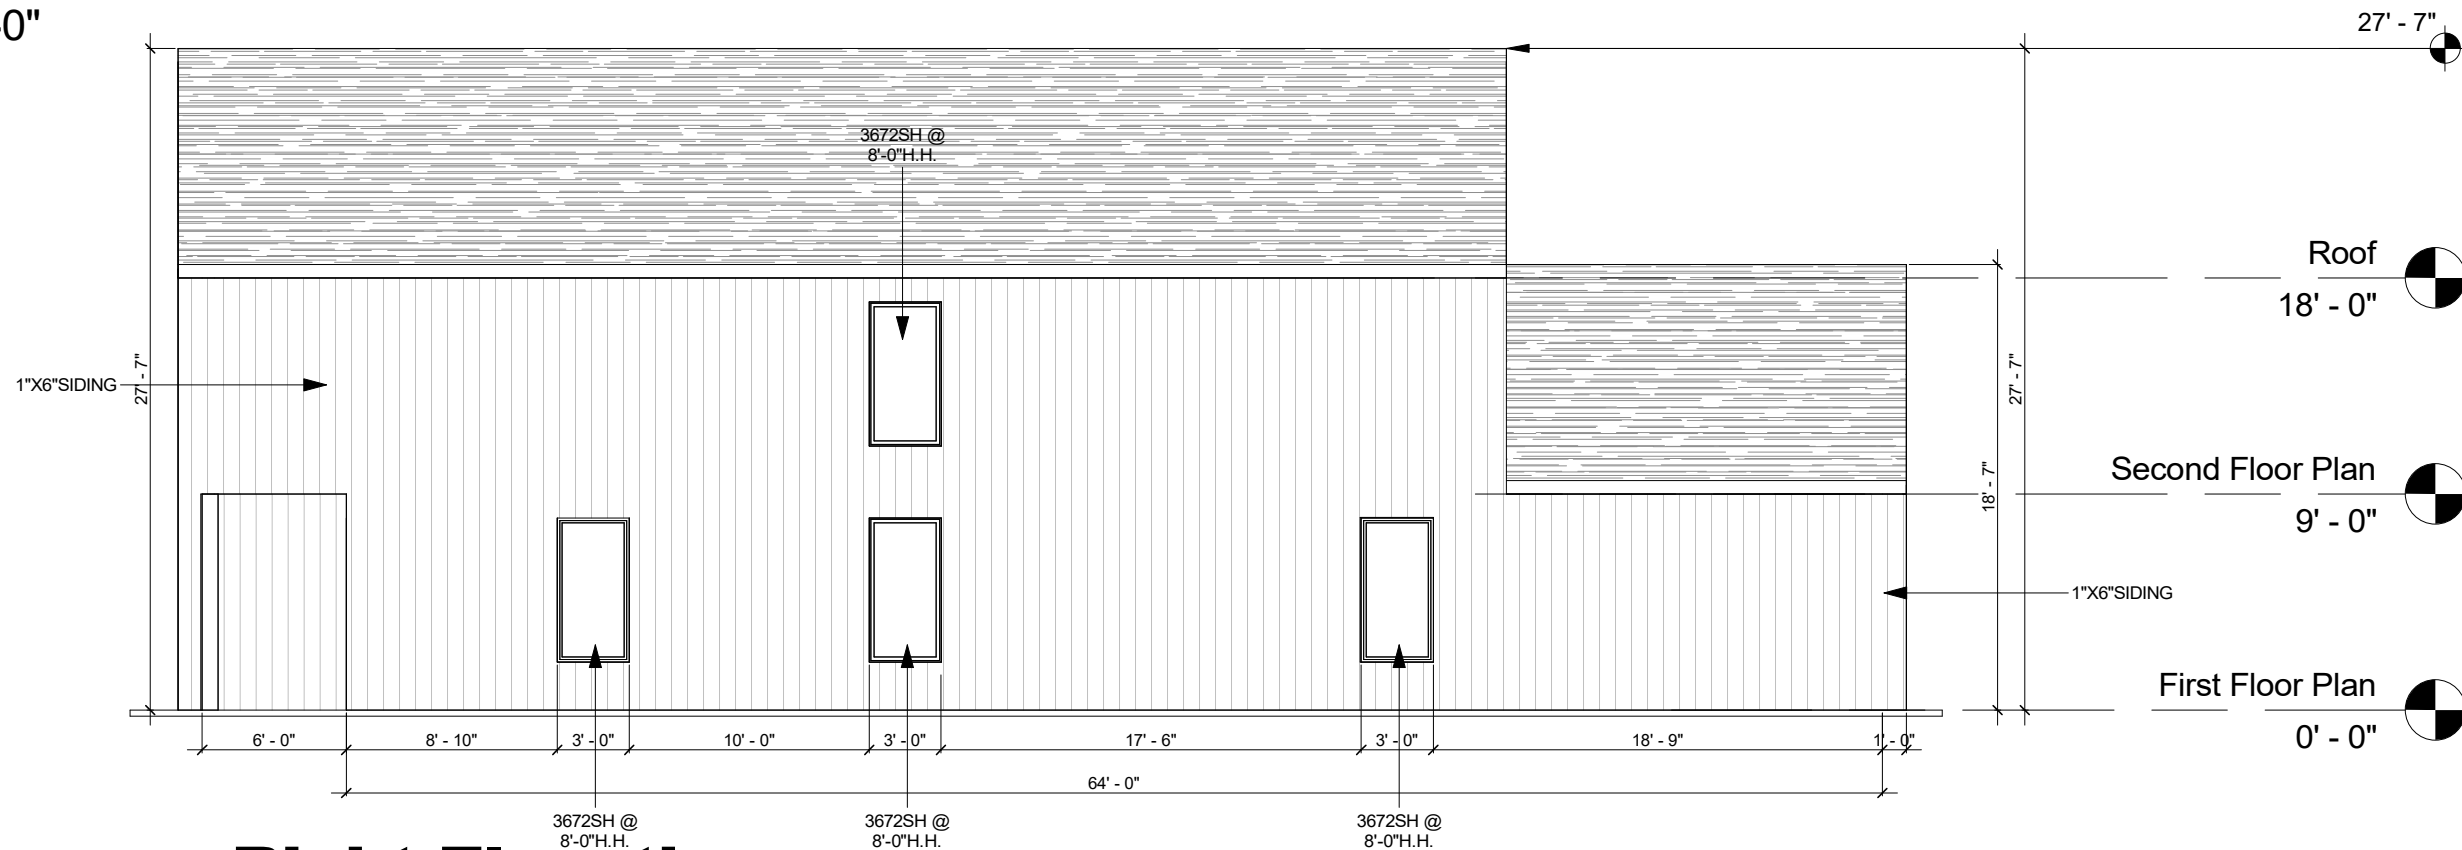 0"
27' - 7"
3672SH @
8'-0"H.H.
Roof
18' - 0"
27' - 7"
1"X6"SIDING
27' - 7"
18' - 7"
Second Floor Plan
9' - 0"
1"X6"SIDING
First Floor Plan
0' - 0"
6' - 0"
8' - 10"
3' - 0"
10' - 0"
3' - 0"
17' - 6"
3' - 0"
18' - 9"
1' - 0"
64' - 0"
3672SH @
8'-0"H.H.
3672SH @
8'-0"H.H.
3672SH @
8'-0"H.H.